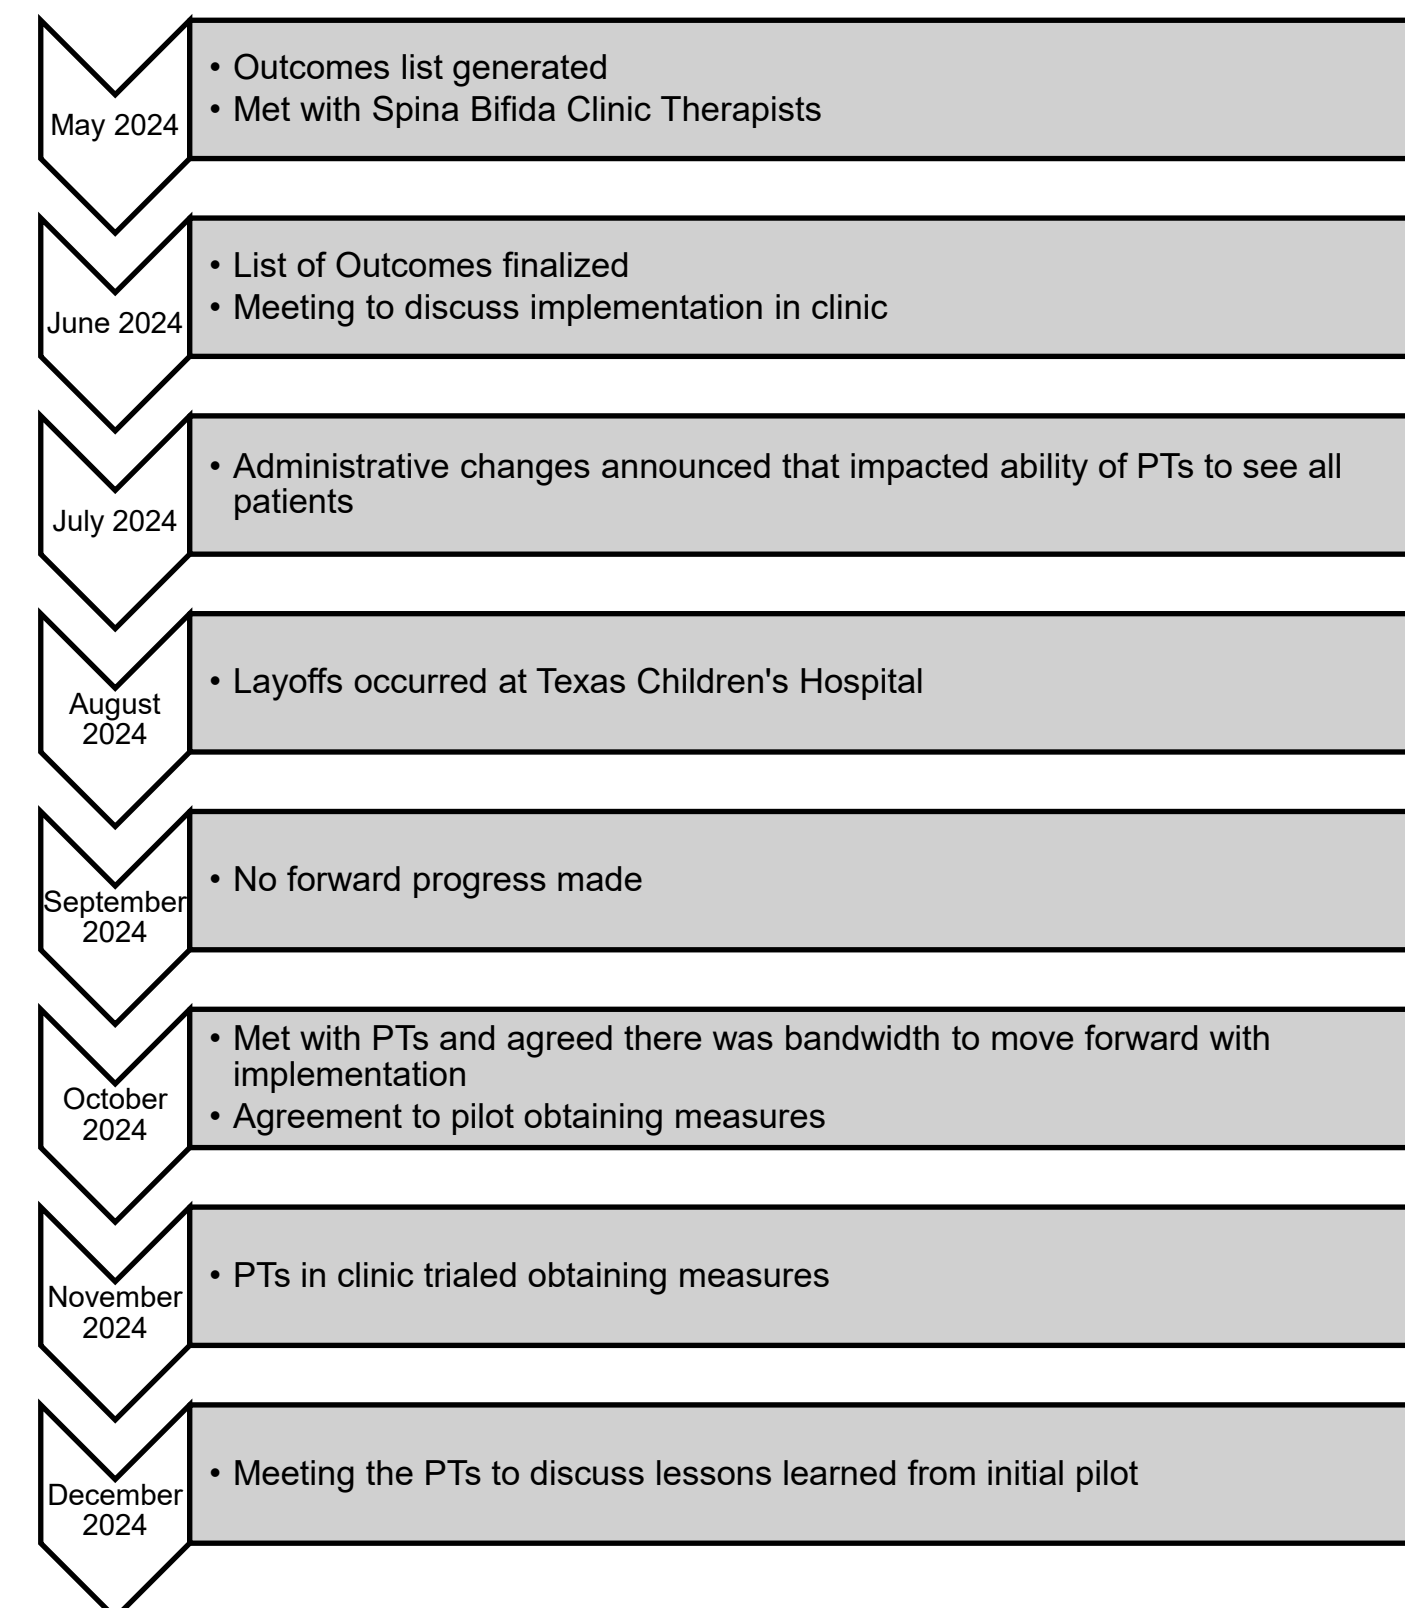 May 2024
• Outcomes list generated
• Met with Spina Bifida Clinic Therapists
June 2024
• List of Outcomes finalized
• Meeting to discuss implementation in clinic
July 2024
• Administrative changes announced that impacted ability of PTs to see all
patients
August
2024
• Layoffs occurred at Texas Children's Hospital
September
2024
• No forward progress made
October
2024
• Met with PTs and agreed there was bandwidth to move forward with
implementation
• Agreement to pilot obtaining measures
November
2024
• PTs in clinic trialed obtaining measures
December
2024
• Meeting the PTs to discuss lessons learned from initial pilot